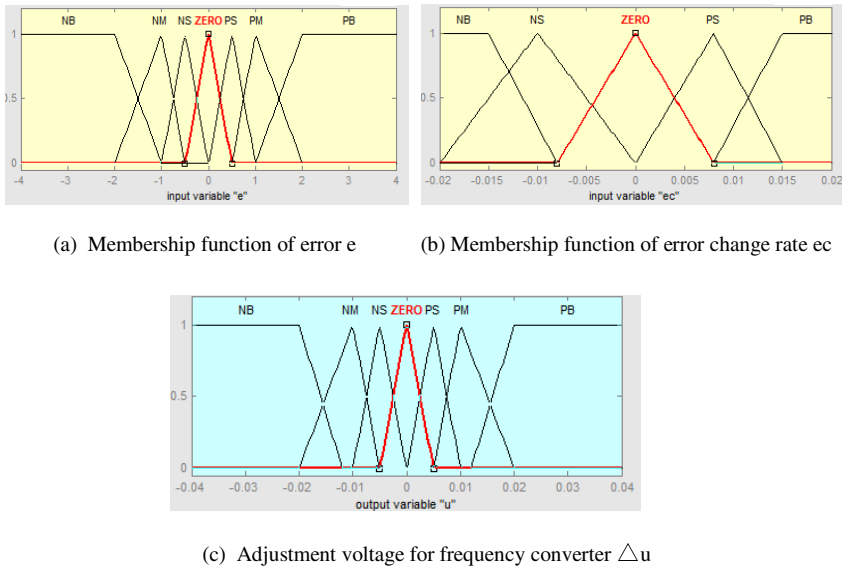 NB NM NS ZERO PS PM PB
1
0.5
0
-4 -3 -2 -1 0 1 2 3 4
input variable "e"
NB NS ZERO PS PB
1
0.5
0
-0.02 -0.015 -0.01 -0.005 0 0.005 0.01 0.015 0.02
input variable "ec"
(a) Membership function of error e
(b) Membership function of error change rate ec
NB NM NS ZERO PS PM PB
1
0.5
0
-0.04 -0.03 -0.02 -0.01 0 0.01 0.02 0.03 0.04
output variable "u"
(c) Adjustment voltage for frequency converter △u